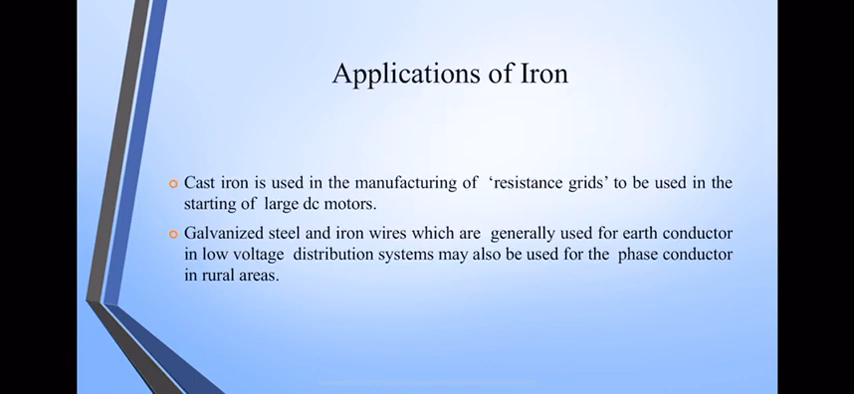 Applications of Iron
Cast iron is used in the manufacturing of ‘resistance grids’ to be used in the
starting of large dc motors.
Galvanized steel and iron wires which are generally used for earth conductor
in low voltage distribution systems may also be used for the phase conductor
in rural areas.